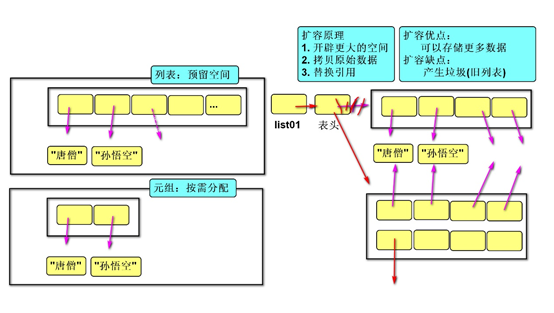 列表：预留空间
...
"唐僧"
"孙悟空"
元组：按需分配
"唐僧"
"孙悟空"
扩容原理
1. 开辟更大的空间
2. 拷贝原始数据
3. 替换引用
扩容优点：
可以存储更多数据
扩容缺点：
产生垃圾(旧列表)
list01
表头
"唐僧"
"孙悟空"